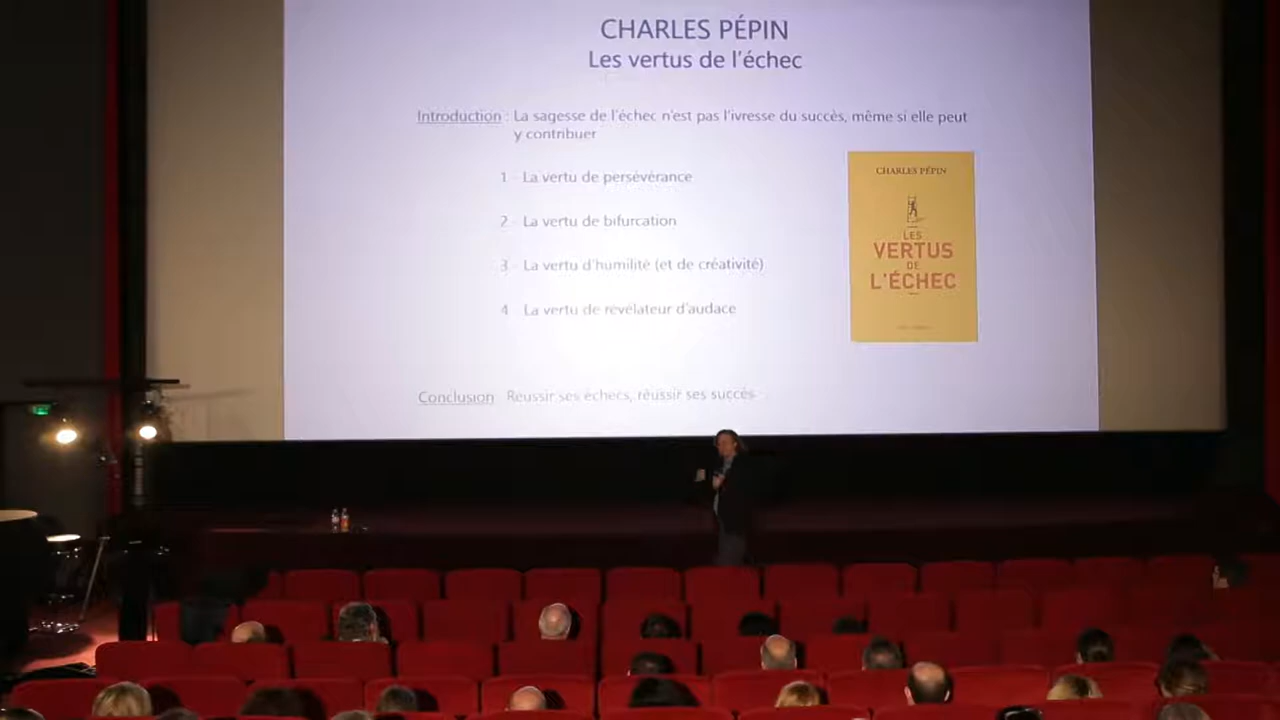 CHARLES PÉPIN
Les vertus de l'échec
Introduction : La sagesse de l'échec n'est pas l'ivresse du succès, même si elle peut
y contribuer
1 - La vertu de persévérance
2 - La vertu de bifurcation
3 - La vertu d'humilité (et de créativité)
4 - La vertu de révélateur d'audace
Conclusion : Réussir ses échecs, réussir ses succès
CHARLES PÉPIN
LES
VERTUS
DE
L'ÉCHEC